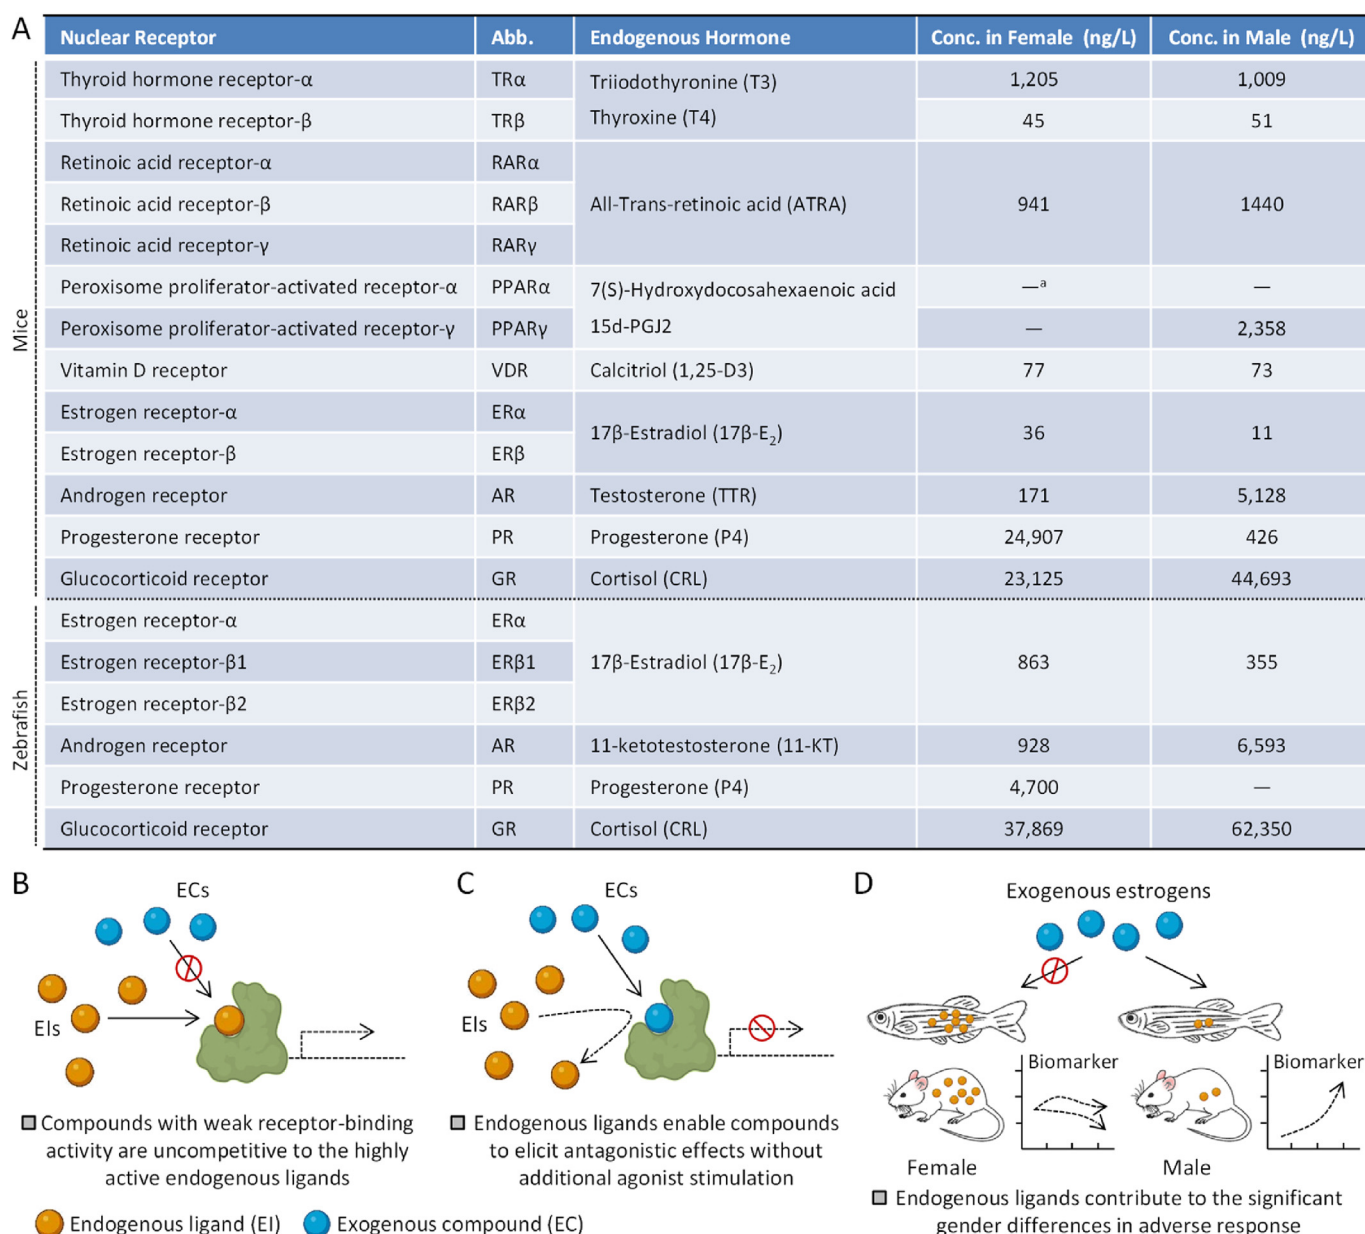 A
Nuclear Receptor Abb. Endogenous Hormone Conc. in Female (ng/L) Conc. in Male (ng/L)
Mice
Thyroid hormone receptor-α TRα Triiodothyronine (T3) 1,205 1,009
Thyroid hormone receptor-β TRβ Thyroxine (T4) 45 51
Retinoic acid receptor-α RARα
Retinoic acid receptor-β RARβ All-Trans-retinoic acid (ATRA) 941 1440
Retinoic acid receptor-γ RARγ
Peroxisome proliferator-activated receptor-α PPARα 7(S)-Hydroxydocosahexaenoic acid —ª —
Peroxisome proliferator-activated receptor-γ PPARγ 15d-PGJ2 — 2,358
Vitamin D receptor VDR Calcitriol (1,25-D3) 77 73
Estrogen receptor-α ERα 17β-Estradiol (17β-E₂) 36 11
Estrogen receptor-β ERβ
Androgen receptor AR Testosterone (TTR) 171 5,128
Progesterone receptor PR Progesterone (P4) 24,907 426
Glucocorticoid receptor GR Cortisol (CRL) 23,125 44,693
Zebrafish
Estrogen receptor-α ERα
Estrogen receptor-β1 ERβ1 17β-Estradiol (17β-E₂) 863 355
Estrogen receptor-β2 ERβ2
Androgen receptor AR 11-ketotestosterone (11-KT) 928 6,593
Progesterone receptor PR Progesterone (P4) 4,700 —
Glucocorticoid receptor GR Cortisol (CRL) 37,869 62,350
B
ECs
EIs
Compounds with weak receptor-binding
activity are uncompetitive to the highly
active endogenous ligands
C
ECs
EIs
Endogenous ligands enable compounds
to elicit antagonistic effects without
additional agonist stimulation
D
Exogenous estrogens
Biomarker
Biomarker
Female
Male
Endogenous ligands contribute to the significant
gender differences in adverse response
Endogenous ligand (EI) Exogenous compound (EC)